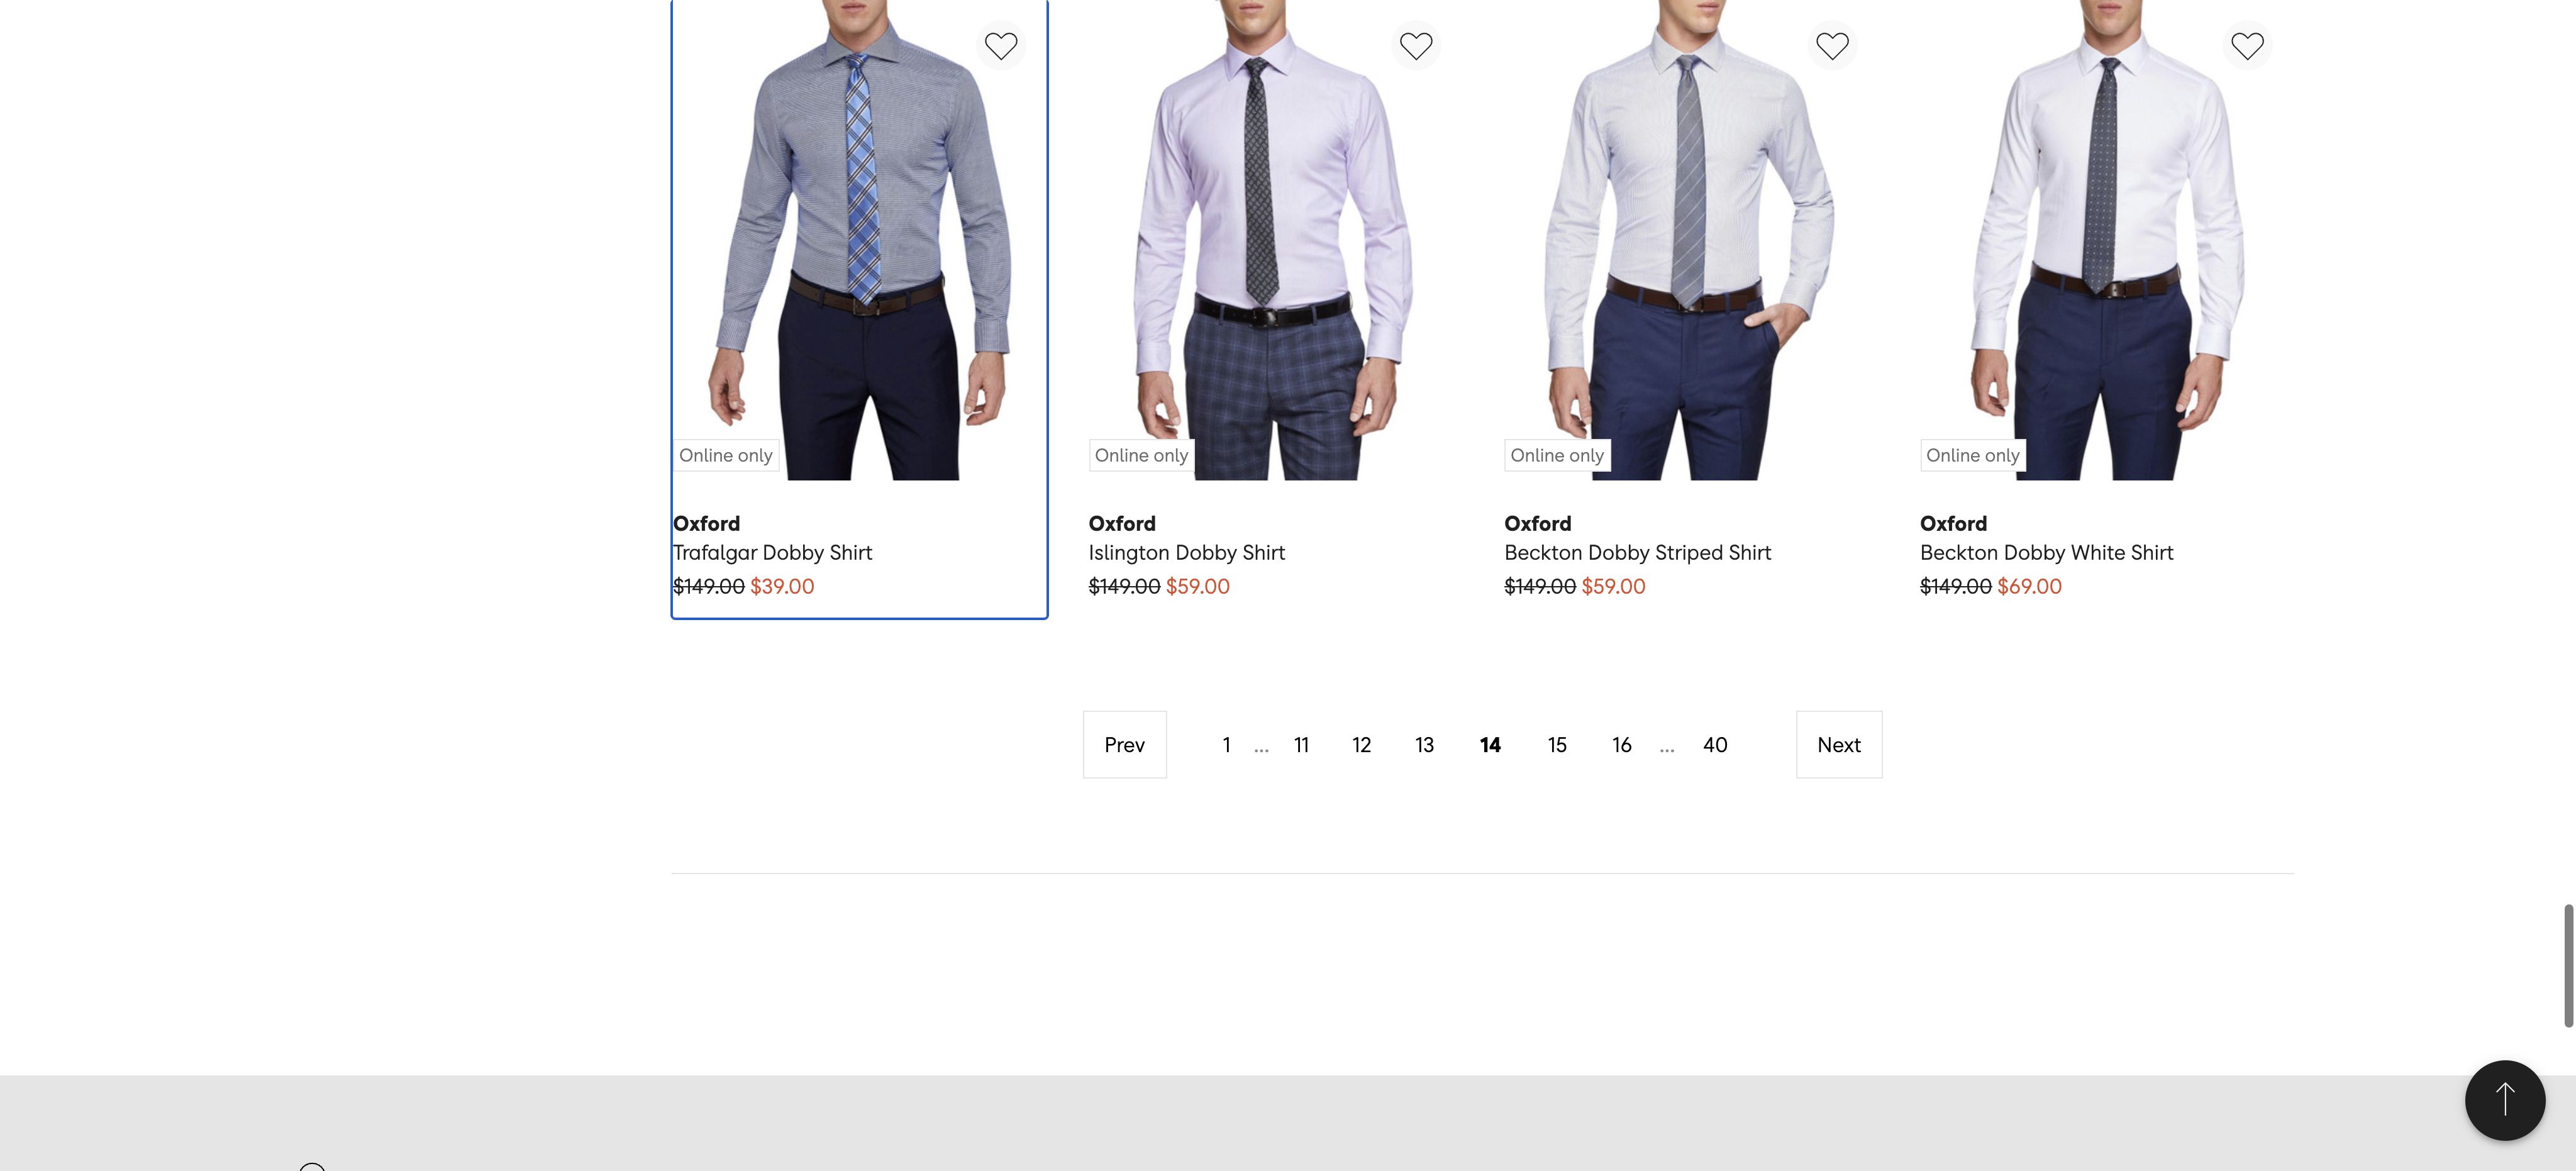 Online only
Online only
Online only
Online only
Oxford
Trafalgar Dobby Shirt
$149.00 $39.00
Oxford
Islington Dobby Shirt
$149.00 $59.00
Oxford
Beckton Dobby Striped Shirt
$149.00 $59.00
Oxford
Beckton Dobby White Shirt
$149.00 $69.00
Prev 1 ... 11 12 13 14 15 16 ... 40 Next